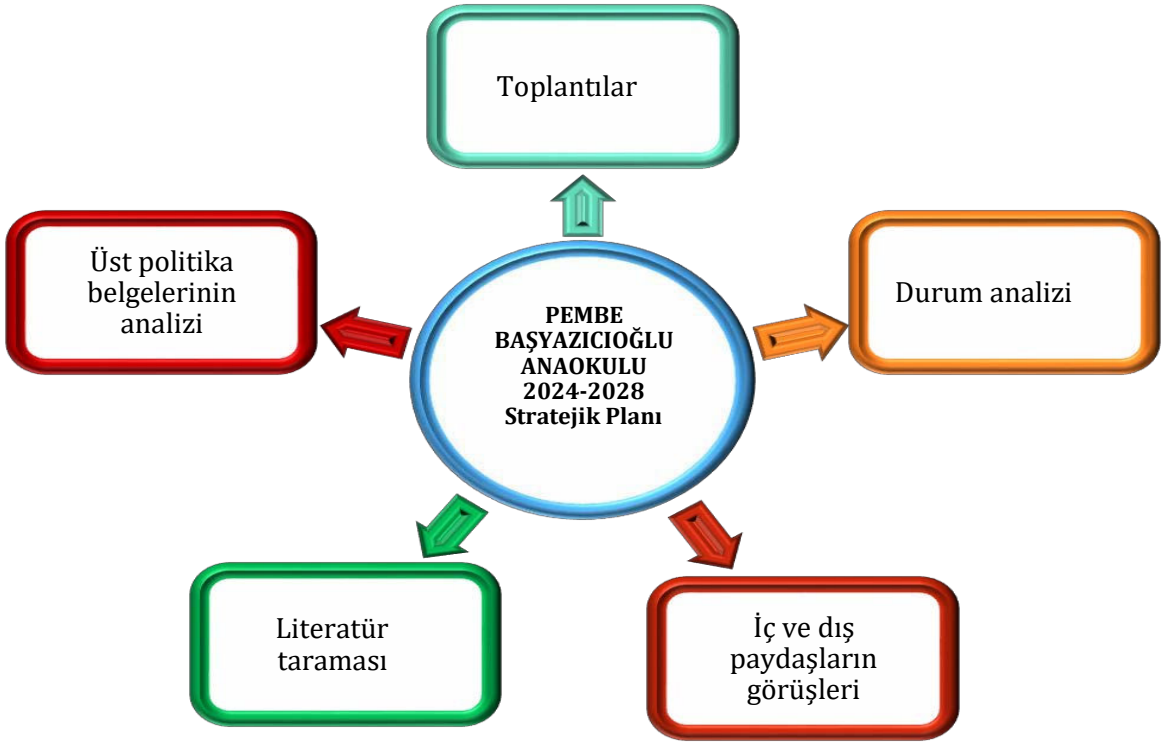 Toplantılar
Üst politika
belgelerinin
analizi
Durum analizi
PEMBE
BAŞYAZICIOĞLU
ANAOKULU
2024-2028
Stratejik Planı
Literatür
taraması
İç ve dış
paydaşların
görüşleri